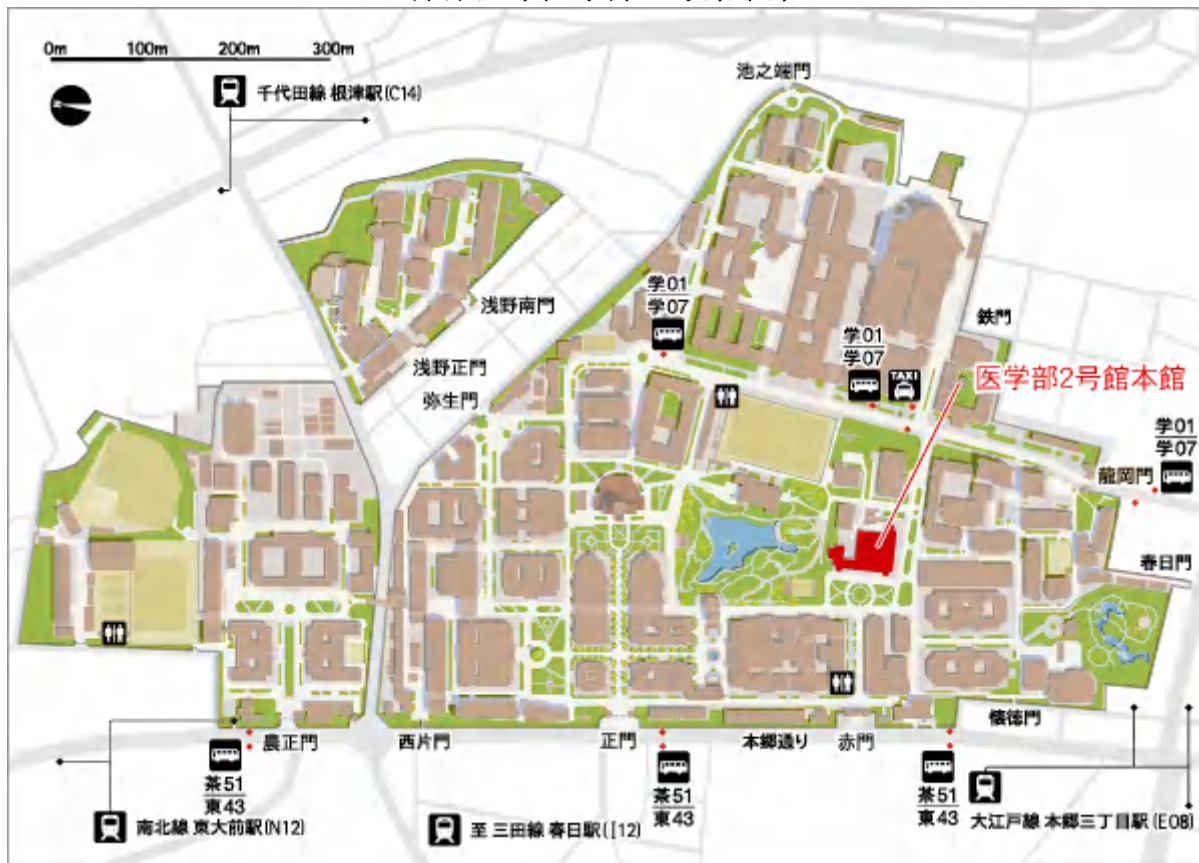 0m 100m 200m 300m
千代田線 根津駅(C14)
池之端門
浅野南門
学01
学07
鉄門
学01
学07
TAXI
医学部2号館本館
浅野正門
弥生門
学01
学07
龍岡門
春日門
懐徳門
農正門
西片門
正門
本郷通り
赤門
茶51
東43
茶51
東43
茶51
東43
南北線 東大前駅(N12)
至 三田線 春日駅([12)
大江戸線 本郷三丁目駅(E08)